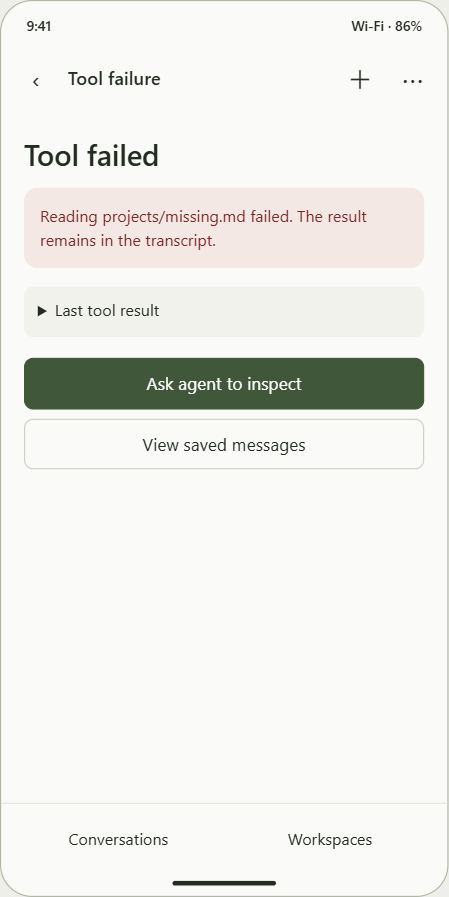 9:41
Wi-Fi · 86%
‹ Tool failure + ...
Tool failed
Reading projects/missing.md failed. The result
remains in the transcript.
▶ Last tool result
Ask agent to inspect
View saved messages
Conversations
Workspaces